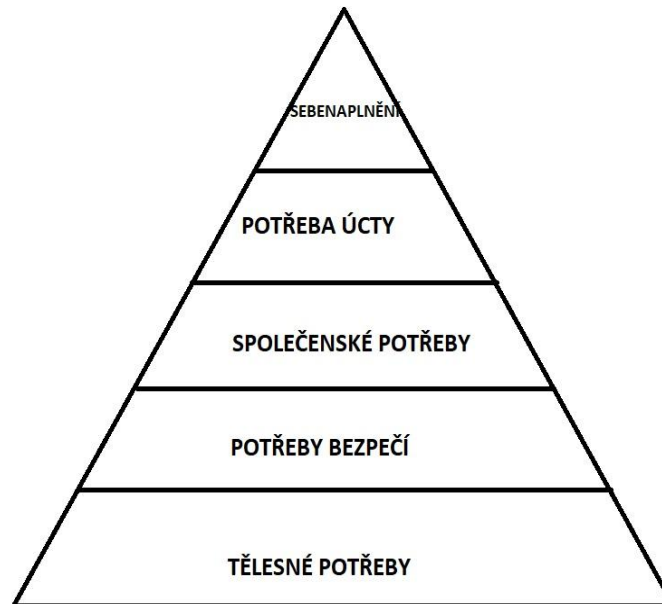 SEBENAPLNĚNÍ
POTŘEBA ÚCTY
SPOLEČENSKÉ POTŘEBY
POTŘEBY BEZPEČÍ
TĚLESNÉ POTŘEBY